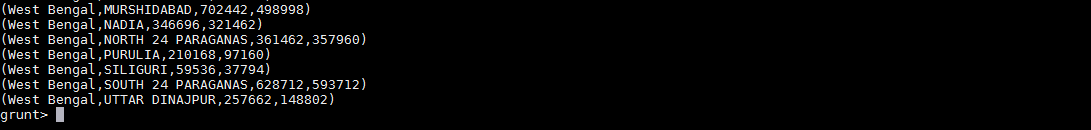 (West Bengal,MURSHIDABAD,702442,498998)
(West Bengal,NADIA,346696,321462)
(West Bengal,NORTH 24 PARAGANAS,361462,357960)
(West Bengal,PURULIA,210168,97160)
(West Bengal,SILIGURI,59536,37794)
(West Bengal,SOUTH 24 PARAGANAS,628712,593712)
(West Bengal,UTTAR DINAJPUR,257662,148802)
grunt>